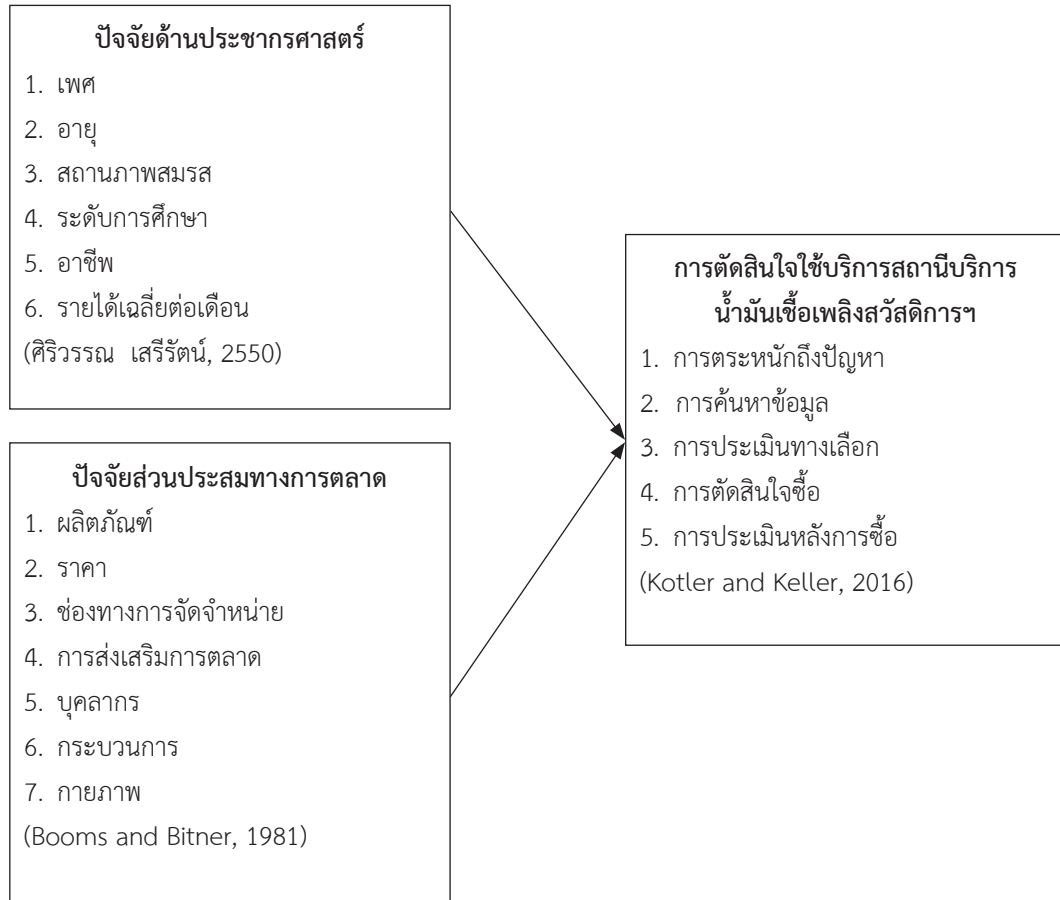 ปัจจัยด้านประชากรศาสตร์
1. เพศ
2. อายุ
3. สถานภาพสมรส
4. ระดับการศึกษา
5. อาชีพ
6. รายได้เฉลี่ยต่อเดือน
(ศิริวรรณ เสรีรัตน์, 2550)
ปัจจัยส่วนประสมทางการตลาด
1. ผลิตภัณฑ์
2. ราคา
3. ช่องทางการจัดจำหน่าย
4. การส่งเสริมการตลาด
5. บุคลากร
6. กระบวนการ
7. กายภาพ
(Booms and Bitner, 1981)
การตัดสินใจใช้บริการสถานีบริการ
น้ำมันเชื้อเพลิงสวัสดิการฯ
1. การตระหนักถึงปัญหา
2. การค้นหาข้อมูล
3. การประเมินทางเลือก
4. การตัดสินใจซื้อ
5. การประเมินหลังการซื้อ
(Kotler and Keller, 2016)